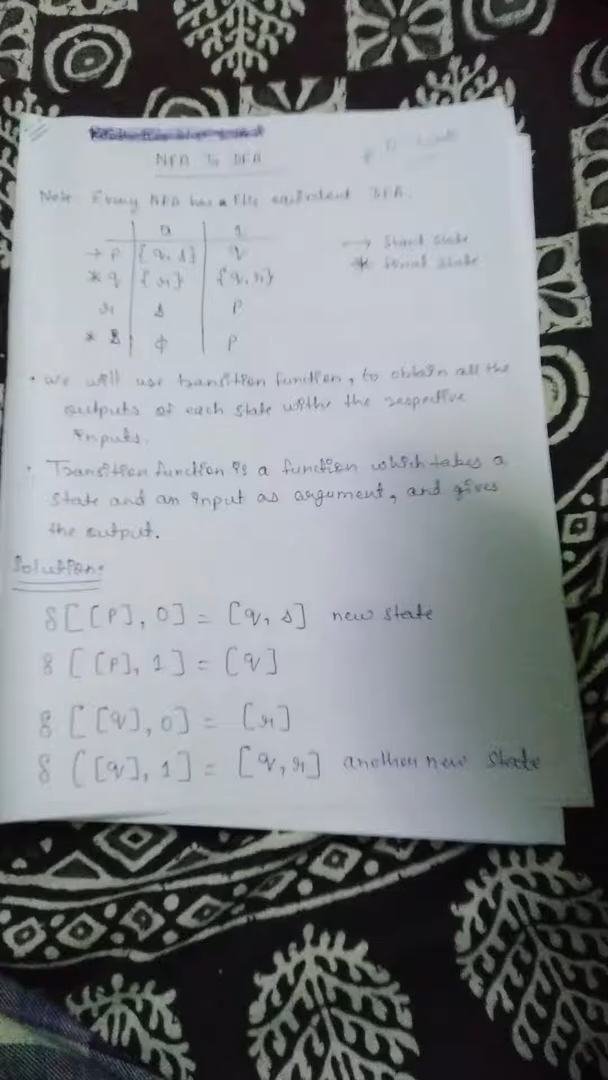 NFA To DFA
Note: Every NFA has a equivalent DFA.
0 1
→ P {q, s} q → Start state
* q {r} {q, r} * Final state
r s P
* s ϕ P
• we will use transition function, to obtain all the
outputs of each state with the respective
inputs.
• Transition function is a function which takes a
state and an input as argument, and gives
the output.
Solution:
δ[[P], 0] = [q, s] new state
δ[[P], 1] = [q]
δ[[q], 0] = [r]
δ([q], 1] = [q, r] another new state